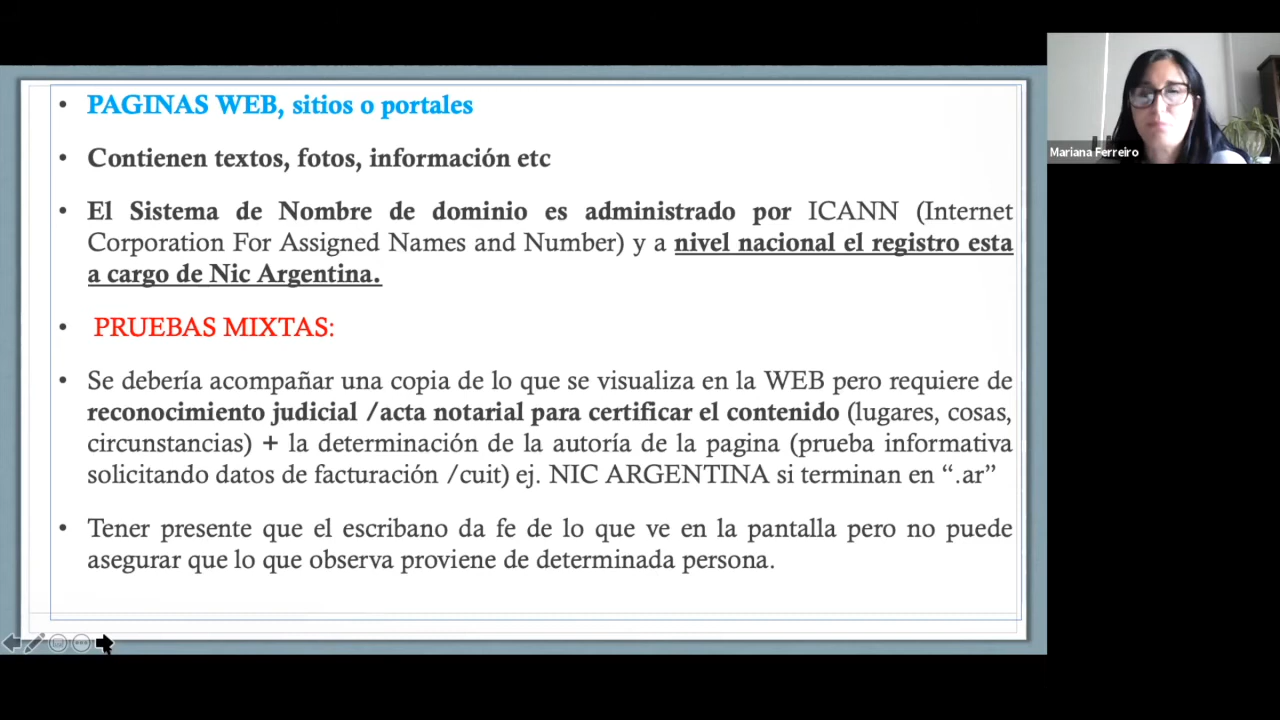 • PAGINAS WEB, sitios o portales
• Contienen textos, fotos, información etc
• El Sistema de Nombre de dominio es administrado por ICANN (Internet
Corporation For Assigned Names and Number) y a nivel nacional el registro esta
a cargo de Nic Argentina.
• PRUEBAS MIXTAS:
• Se debería acompañar una copia de lo que se visualiza en la WEB pero requiere de
reconocimiento judicial /acta notarial para certificar el contenido (lugares, cosas,
circunstancias) + la determinación de la autoría de la pagina (prueba informativa
solicitando datos de facturación /cuit) ej. NIC ARGENTINA si terminan en “.ar”
• Tener presente que el escribano da fe de lo que ve en la pantalla pero no puede
asegurar que lo que observa proviene de determinada persona.
Mariana Ferreiro